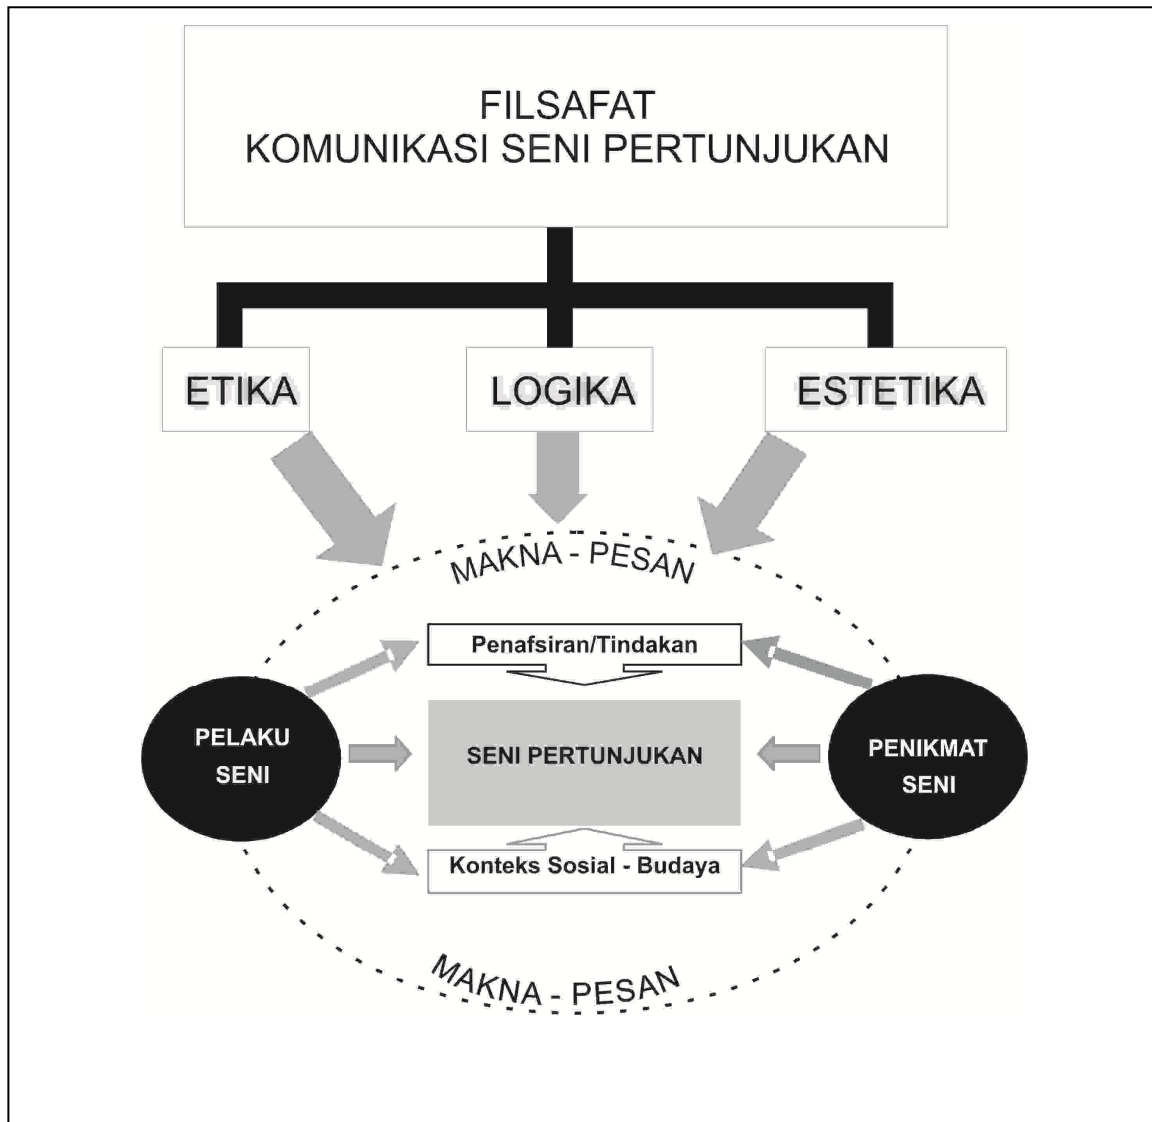 FILSAFAT
KOMUNIKASI SENI PERTUNJUKAN
ETIKA
LOGIKA
ESTETIKA
MAKNA - PESAN
Penafsiran/Tindakan
PELAKU
SENI
SENI PERTUNJUKAN
PENIKMAT
SENI
Konteks Sosial - Budaya
MAKNA - PESAN